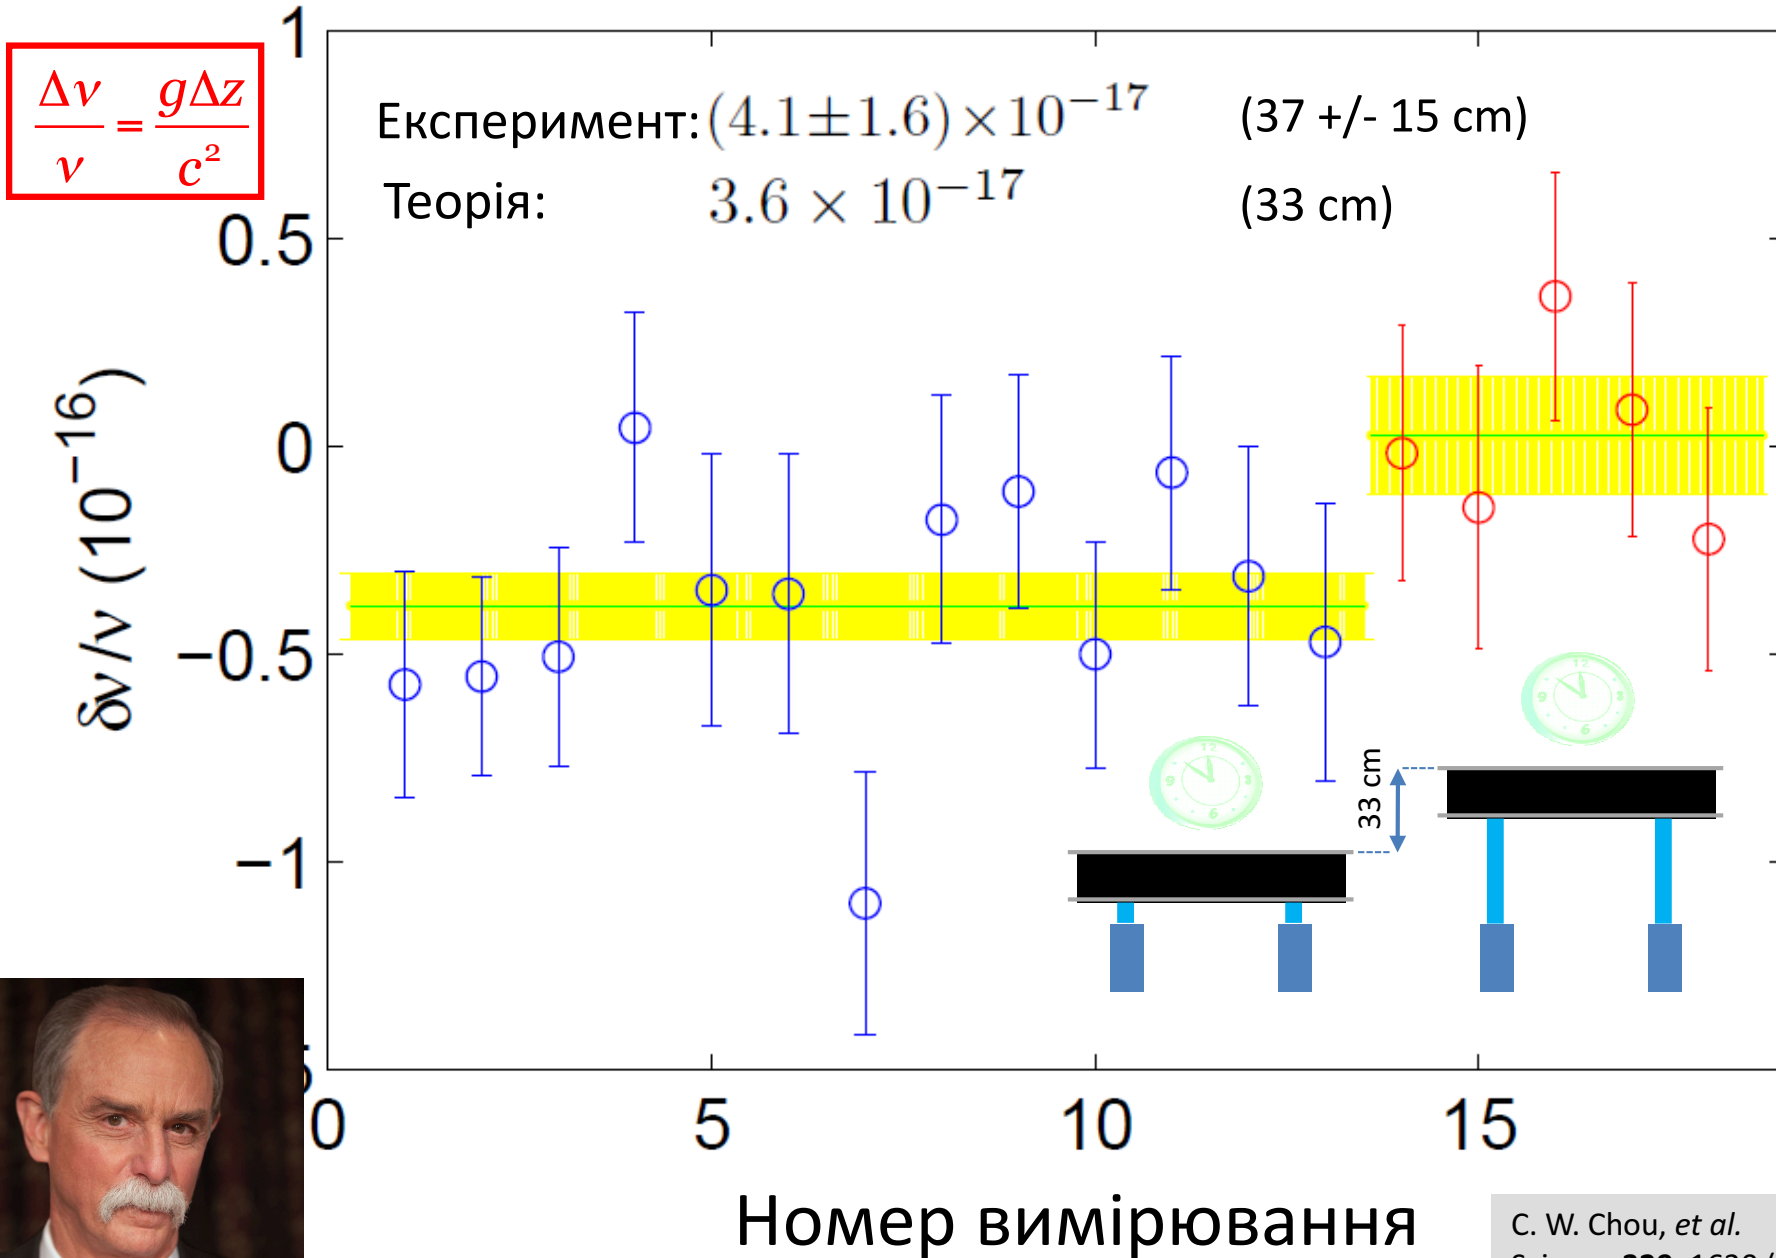 Δν/ν = gΔz/c²
Експеримент: (4.1±1.6)×10⁻¹⁷ (37 +/- 15 cm)
Теорія: 3.6 × 10⁻¹⁷ (33 cm)
1
0.5
0
−0.5
−1
δν/ν (10⁻¹⁶)
33 cm
0 5 10 15
Номер вимірювання
C. W. Chou, et al.